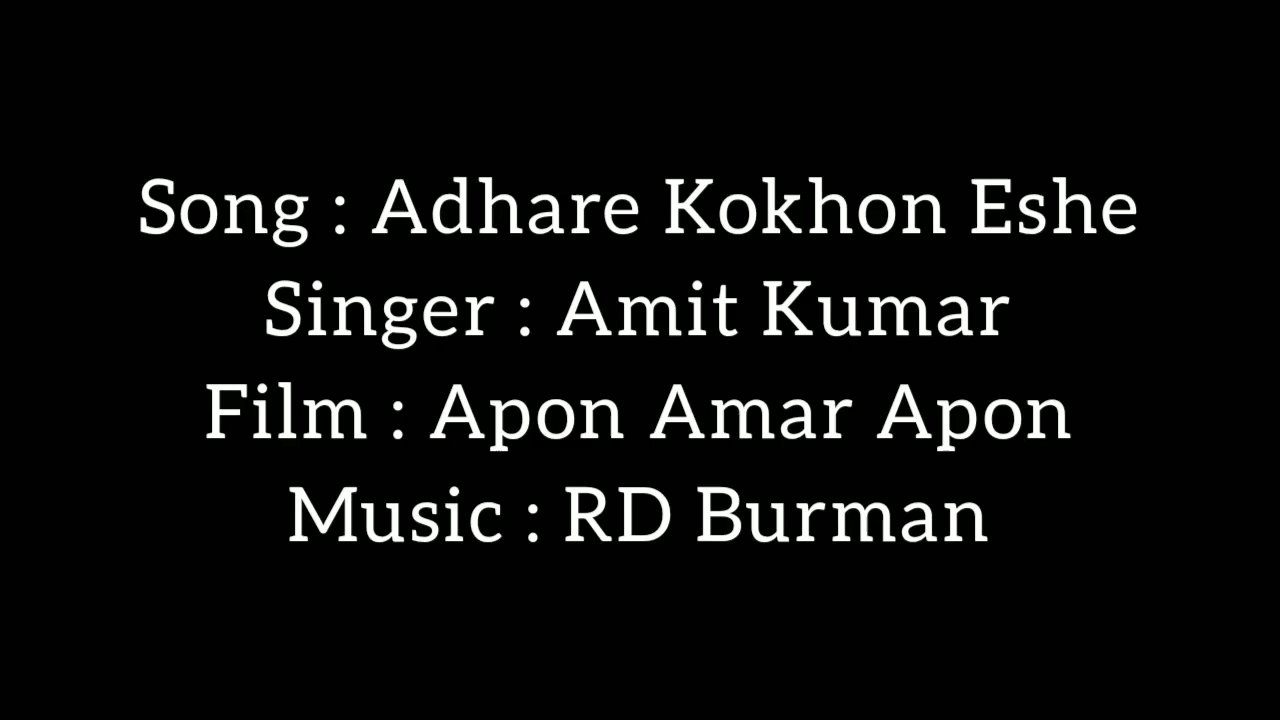 Song : Adhare Kokhon Eshe
Singer : Amit Kumar
Film : Apon Amar Apon
Music : RD Burman